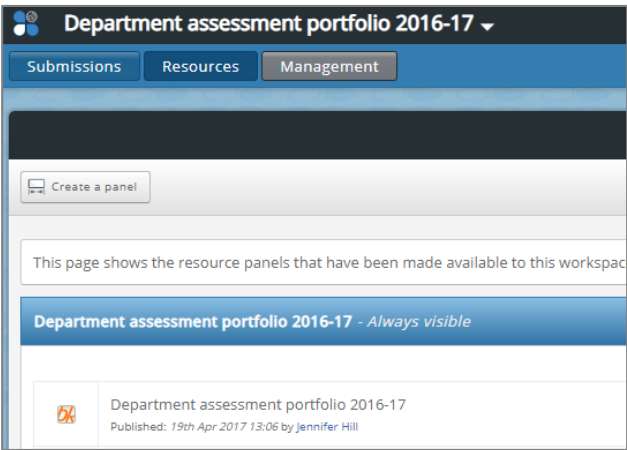 Department assessment portfolio 2016-17
Submissions Resources Management
Create a panel
This page shows the resource panels that have been made available to this workspac
Department assessment portfolio 2016-17 - Always visible
Department assessment portfolio 2016-17
Published: 19th Apr 2017 13:06 by Jennifer Hill